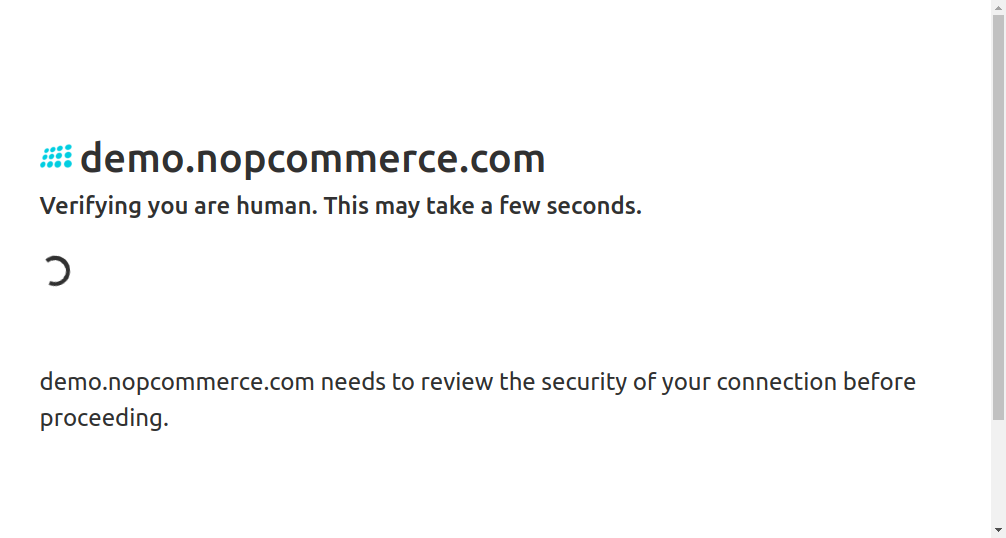 demo.nopcommerce.com
Verifying you are human. This may take a few seconds.
demo.nopcommerce.com needs to review the security of your connection before
proceeding.